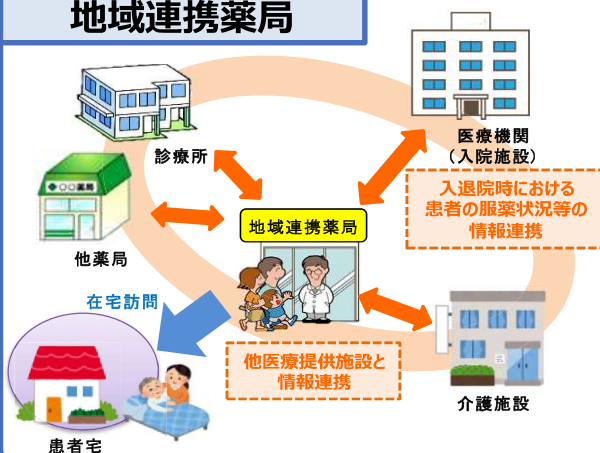 地域連携薬局
診療所
医療機関
（入院施設）
入退院時における
患者の服薬状況等の
情報連携
○○薬局
他薬局
地域連携薬局
在宅訪問
他医療提供施設と
情報連携
介護施設
患者宅